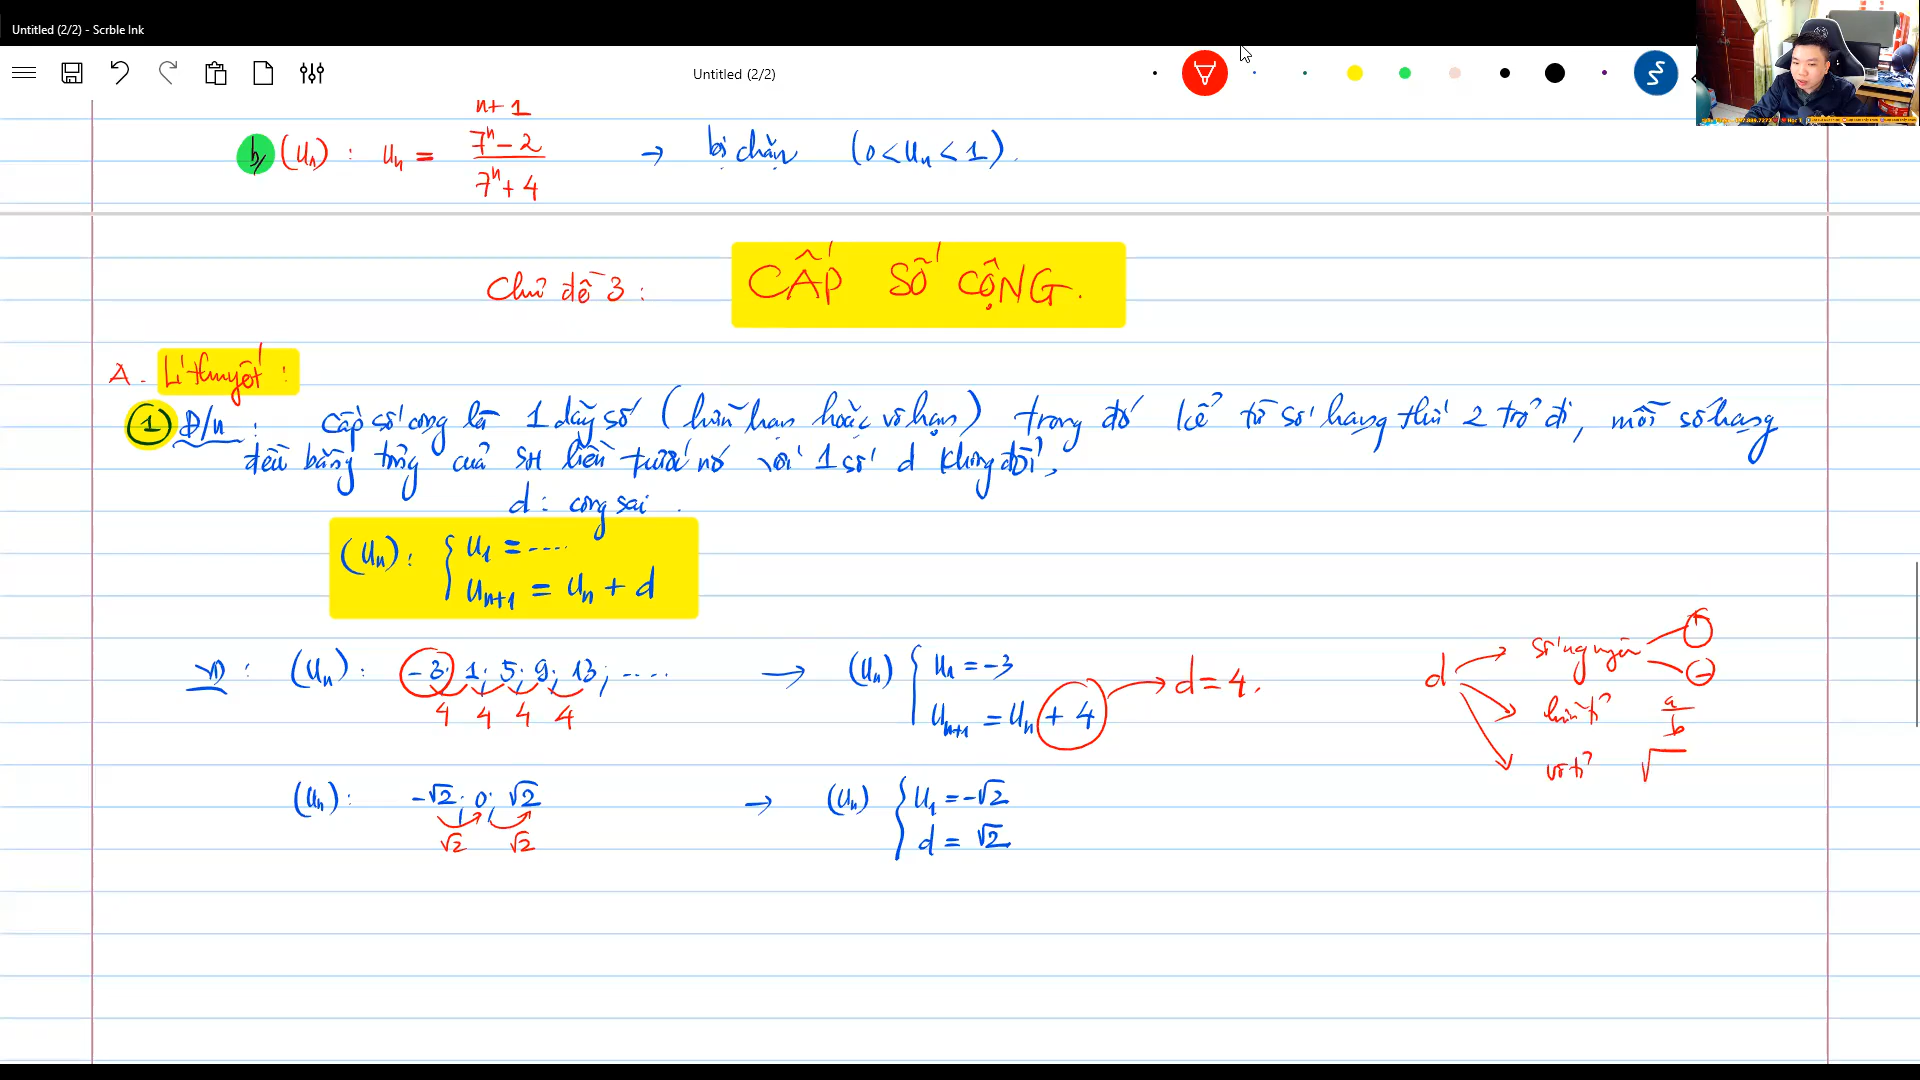 Untitled (2/2) - Scrble Ink
Untitled (2/2)
n+1
b, (Un) : Un = (7^n - 2)/(7^n + 4) → bị chặn (0 < Un < 1).
Chủ đề 3 : CẤP SỐ CỘNG.
A. Lí thuyết :
① Đ/n : Cấp số cộng là 1 dãy số (hữu hạn hoặc vô hạn) trong đó kể từ số hạng thứ 2 trở đi, mỗi số hạng
đều bằng tổng của SH liền trước nó với 1 số d không đổi.
d : công sai.
(Un) : { U1 = ....
Un+1 = Un + d
VD : (Un) : -3; 1; 5; 9; 13; .... → (Un) { U1 = -3
Un+1 = Un + 4 → d = 4.
4 4 4 4
d → số nguyên + -
hữu tỉ a/b
vô tỉ √
(Un) : -√2; 0; √2 → (Un) { U1 = -√2
d = √2
√2 √2